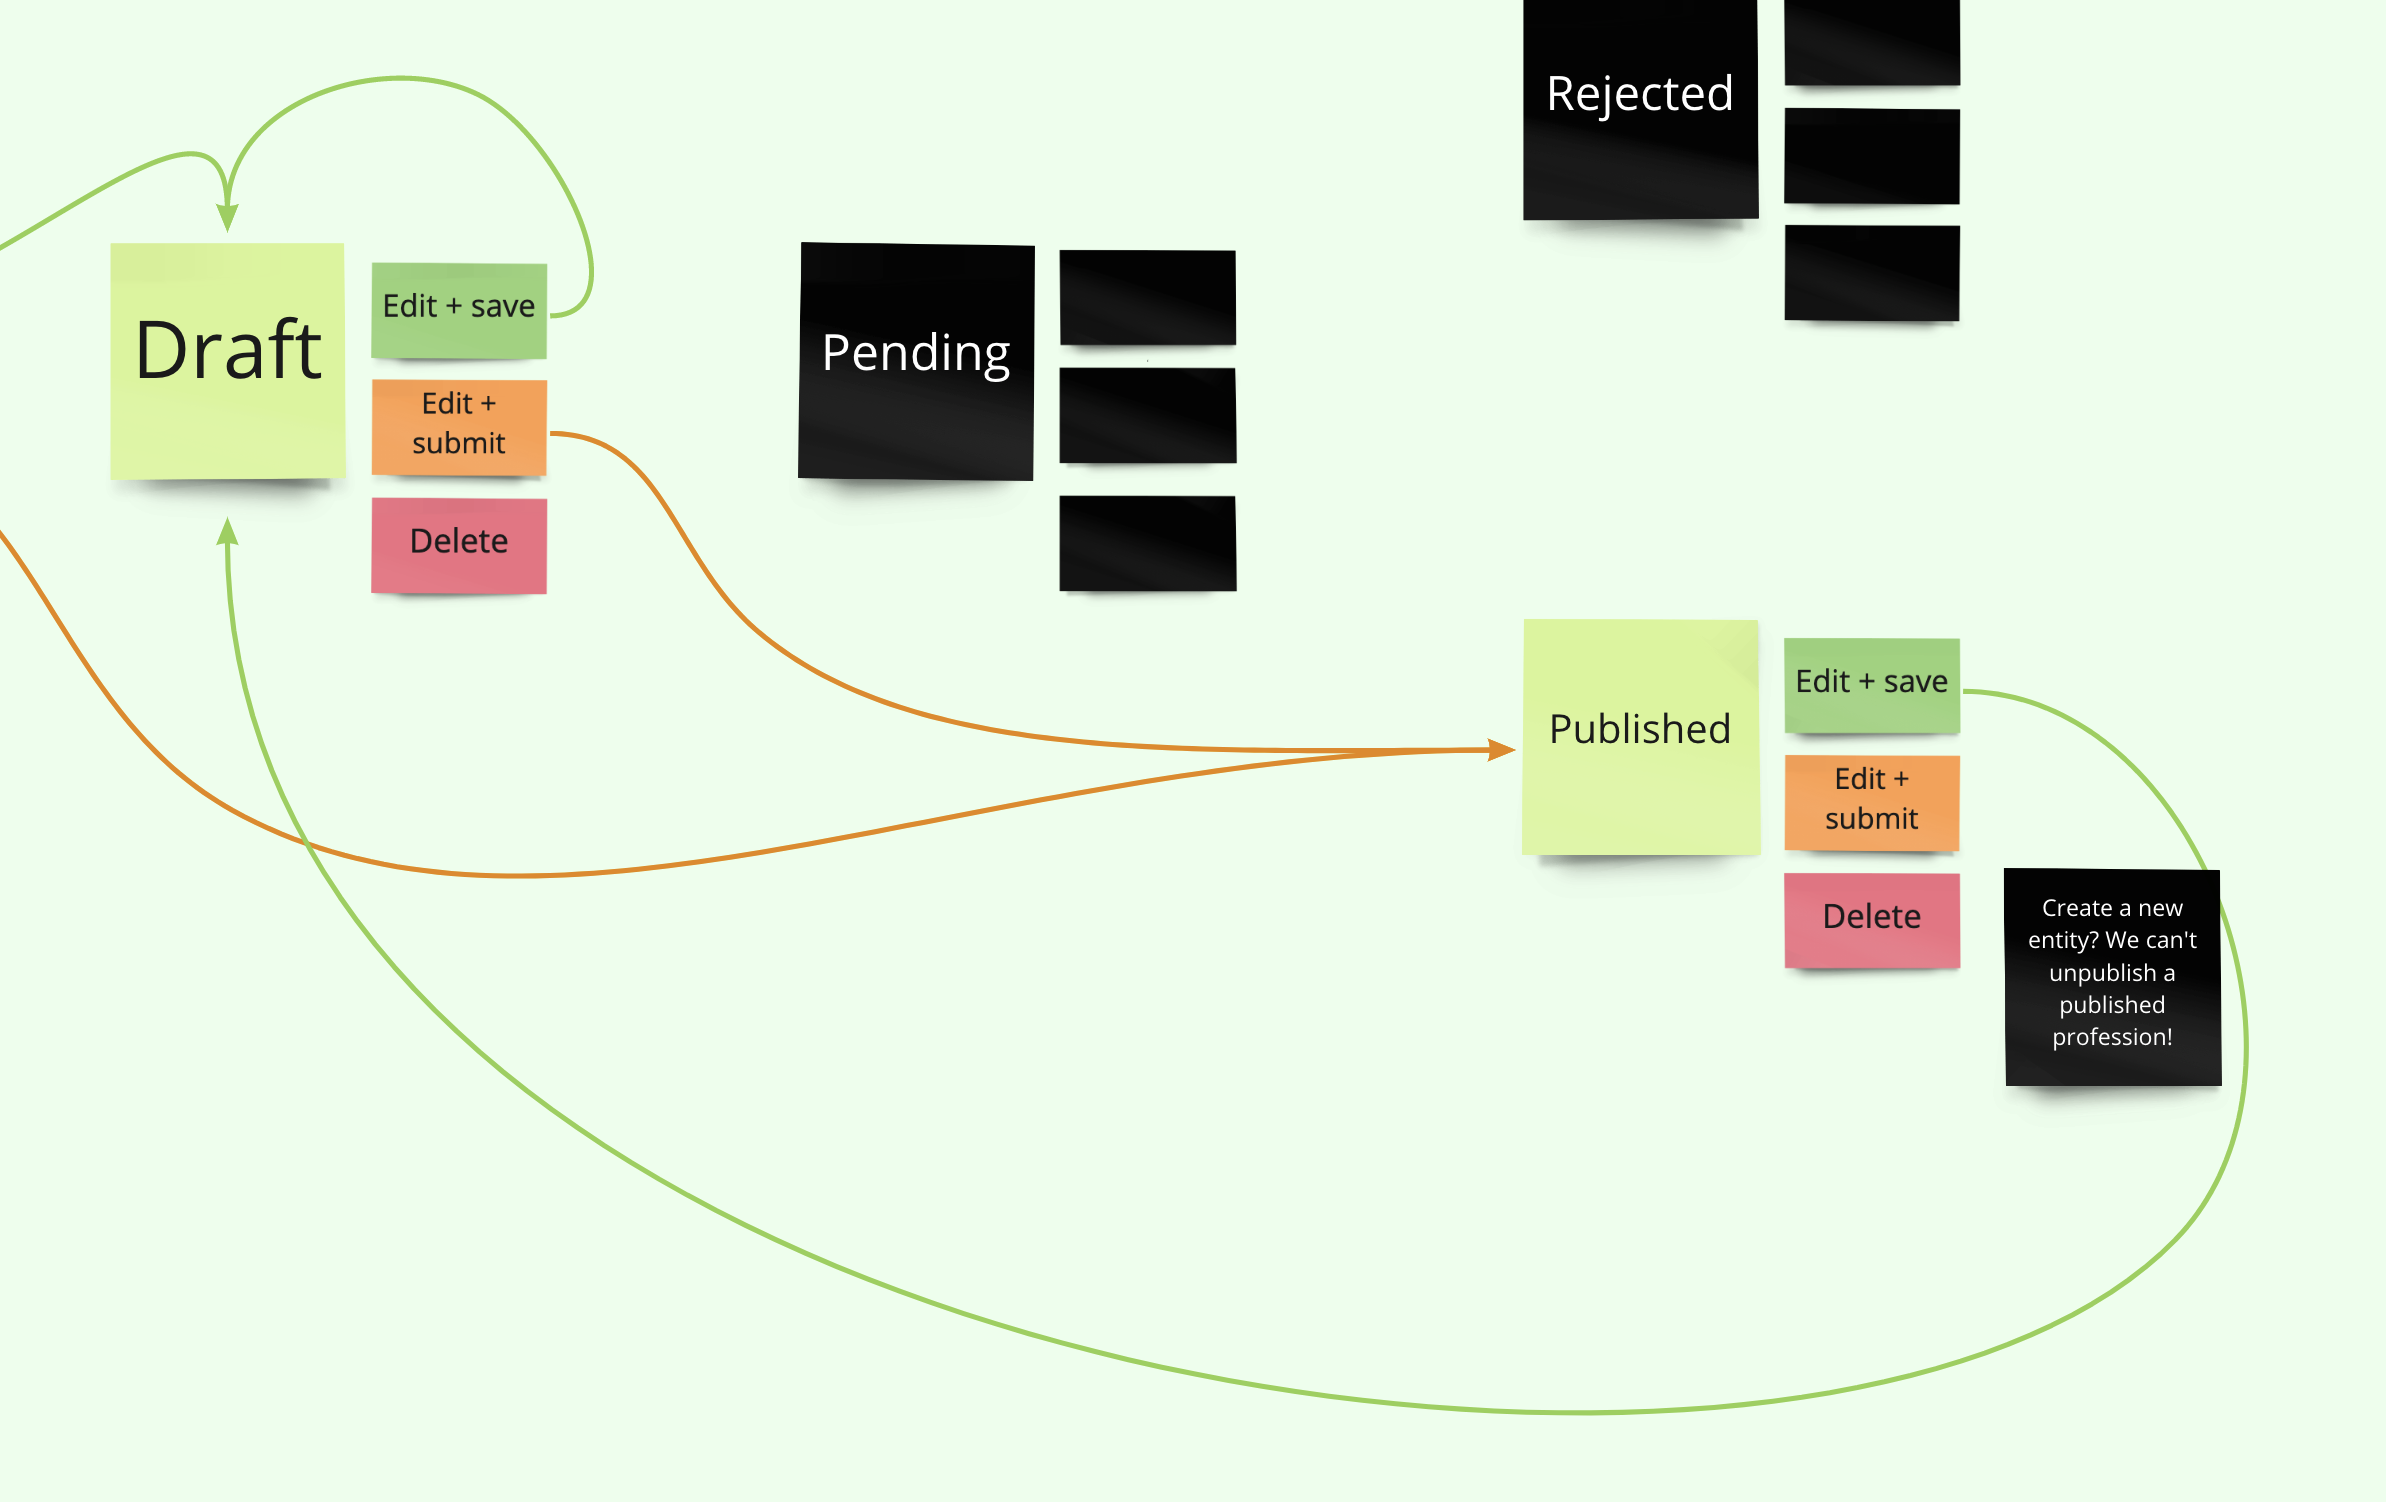 Rejected
Draft
Edit + save
Edit +
submit
Delete
Pending
Published
Edit + save
Edit +
submit
Delete
Create a new
entity? We can't
unpublish a
published
profession!